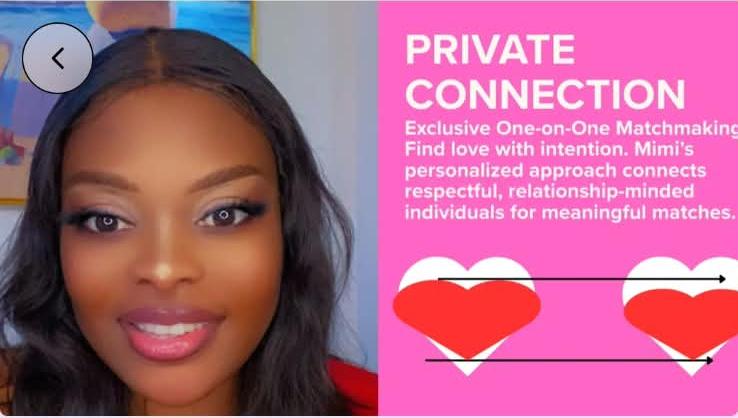 PRIVATE
CONNECTION
Exclusive One-on-One Matchmaking
Find love with intention. Mimi's
personalized approach connects
respectful, relationship-minded
individuals for meaningful matches.